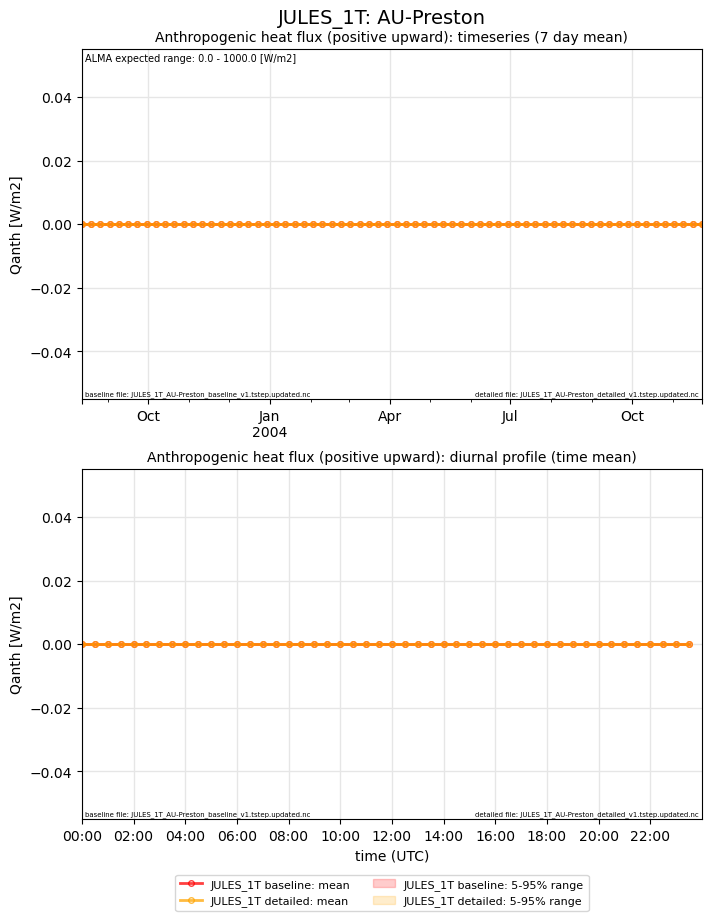 JULES_1T: AU-Preston
Anthropogenic heat flux (positive upward): timeseries (7 day mean)
ALMA expected range: 0.0 - 1000.0 [W/m2]
0.04
0.02
0.00
−0.02
−0.04
Qanth [W/m2]
baseline file: JULES_1T_AU-Preston_baseline_v1.tstep.updated.nc detailed file: JULES_1T_AU-Preston_detailed_v1.tstep.updated.nc
Oct Jan Apr Jul Oct
2004
Anthropogenic heat flux (positive upward): diurnal profile (time mean)
0.04
0.02
0.00
−0.02
−0.04
Qanth [W/m2]
baseline file: JULES_1T_AU-Preston_baseline_v1.tstep.updated.nc detailed file: JULES_1T_AU-Preston_detailed_v1.tstep.updated.nc
00:00 02:00 04:00 06:00 08:00 10:00 12:00 14:00 16:00 18:00 20:00 22:00
time (UTC)
JULES_1T baseline: mean JULES_1T baseline: 5-95% range
JULES_1T detailed: mean JULES_1T detailed: 5-95% range